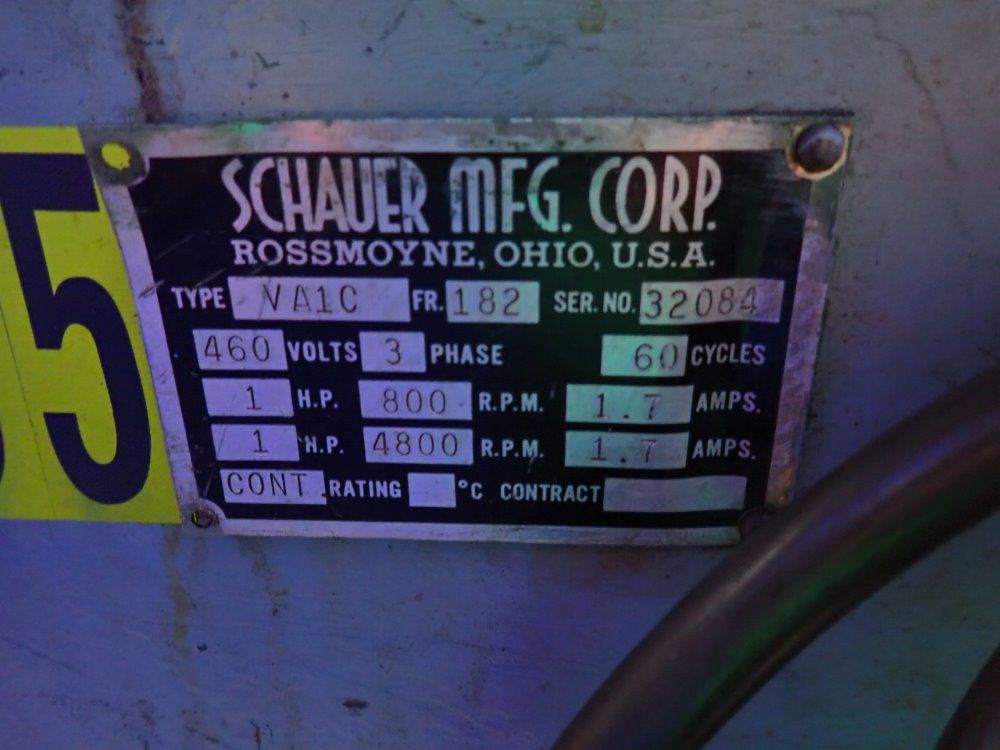 SCHAUER MFG. CORP.
ROSSMOYNE, OHIO, U.S.A.
TYPE VA1C FR. 182 SER. NO. 32084
460 VOLTS 3 PHASE 60 CYCLES
1 H.P. 800 R.P.M. 1.7 AMPS.
1 H.P. 4800 R.P.M. 1.7 AMPS.
CONT. RATING °C CONTRACT
5